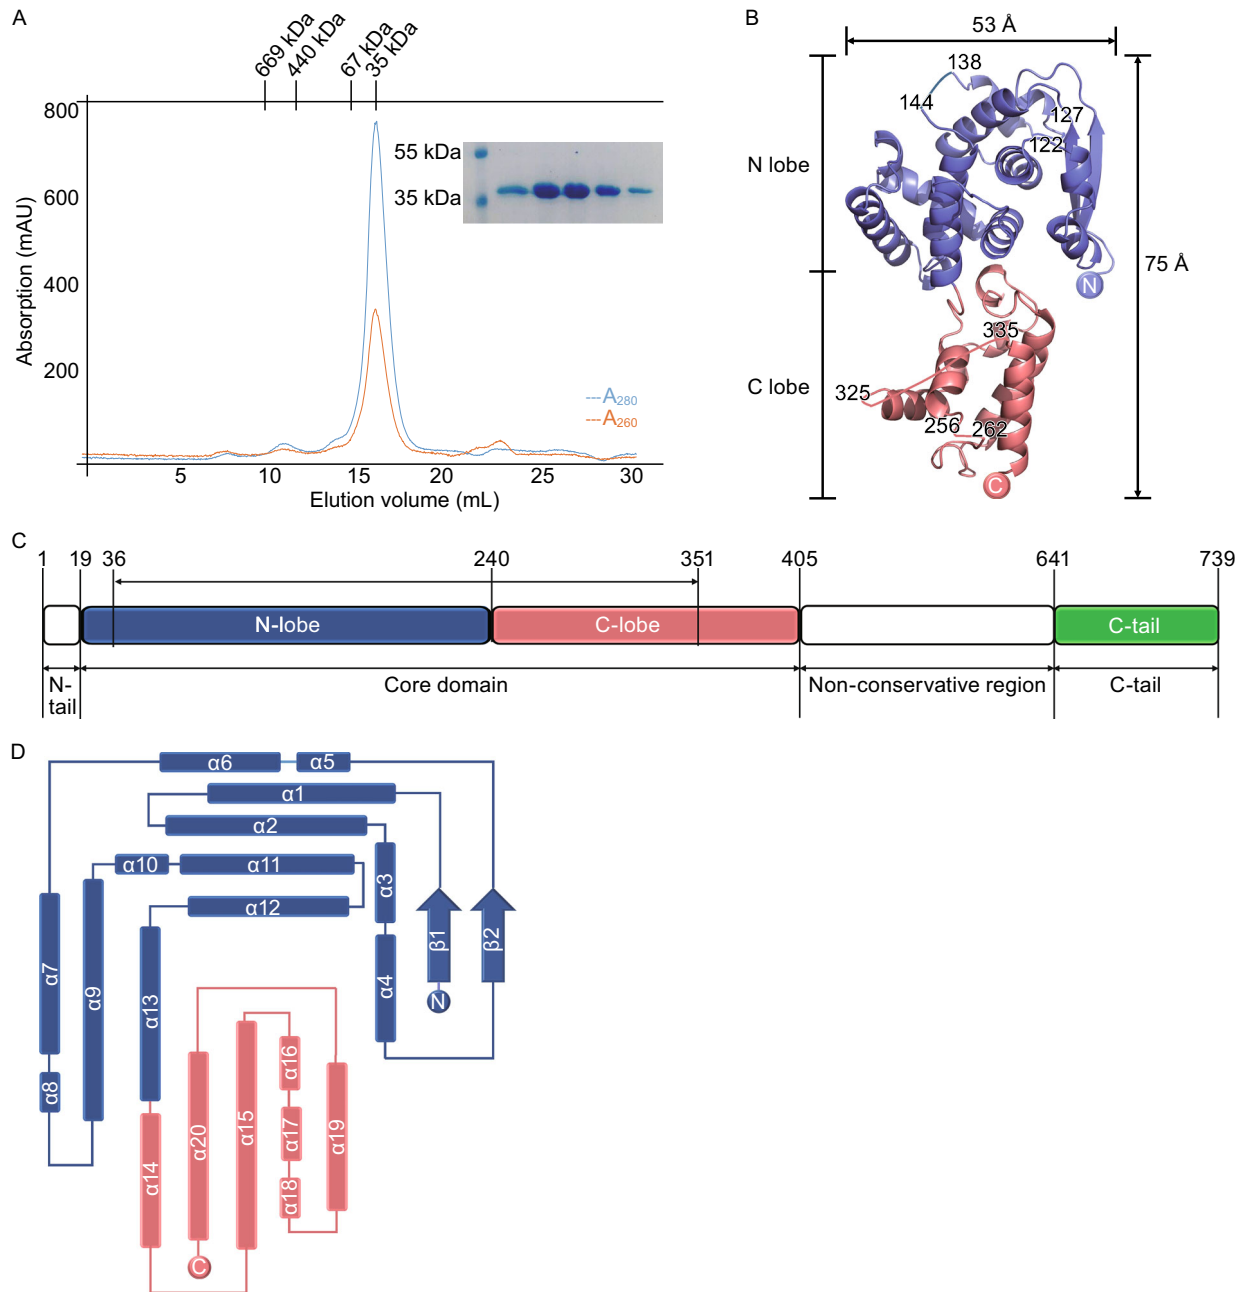 A
669 kDa
440 kDa
67 kDa
35 kDa
800
600
400
200
Absorption (mAU)
55 kDa
35 kDa
A280
A260
5 10 15 20 25 30
Elution volume (mL)
B
53 Å
138
144
127
122
N lobe
75 Å
N
335
C lobe
325
256
262
C
C
1 19 36 240 351 405 641 739
N-lobe C-lobe C-tail
N-
tail
Core domain Non-conservative region C-tail
D
α6 α5
α1
α2
α10 α11
α3
α12
β1 β2
α7
α9
α13
α4
N
α16
α8
α15
α17
α19
α20
α14
α18
C